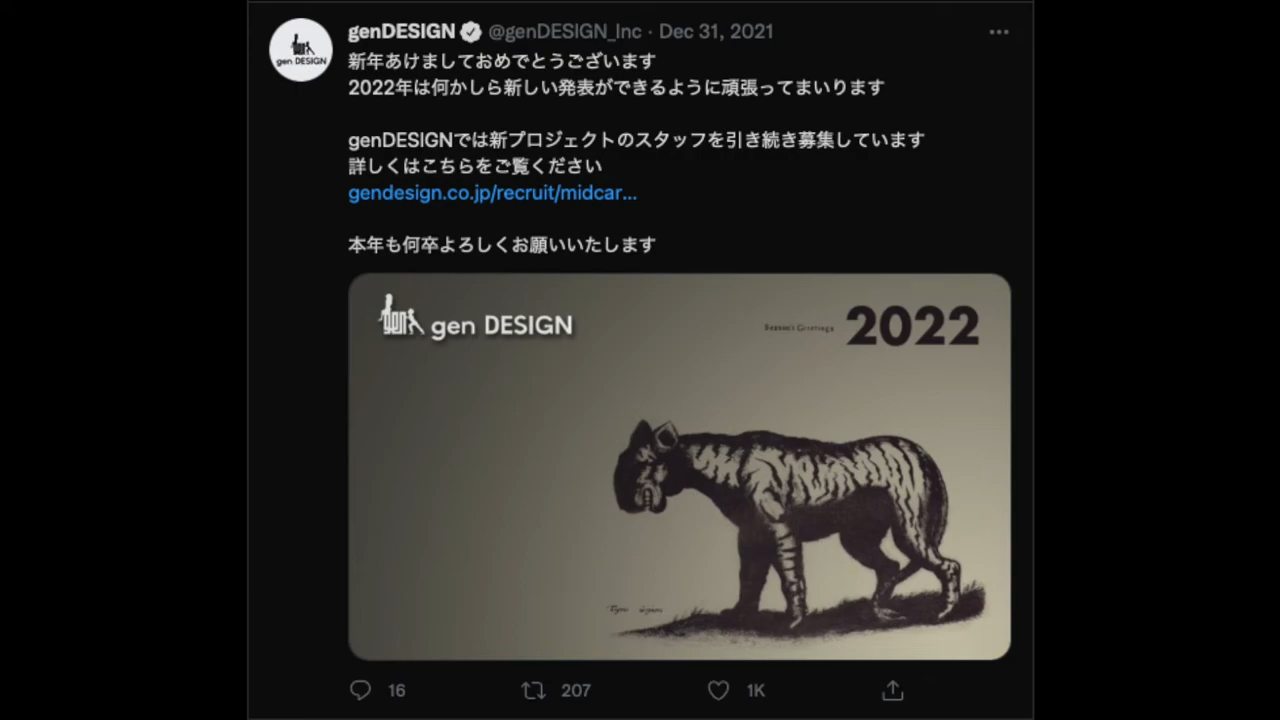 genDESIGN @genDESIGN_Inc · Dec 31, 2021
gen DESIGN
新年あけましておめでとうございます
2022年は何かしら新しい発表ができるように頑張ってまいります
genDESIGNでは新プロジェクトのスタッフを引き続き募集しています
詳しくはこちらをご覧ください
gendesign.co.jp/recruit/midcar...
本年も何卒よろしくお願いいたします
gen DESIGN
Season's Greetings 2022
16 207 1K